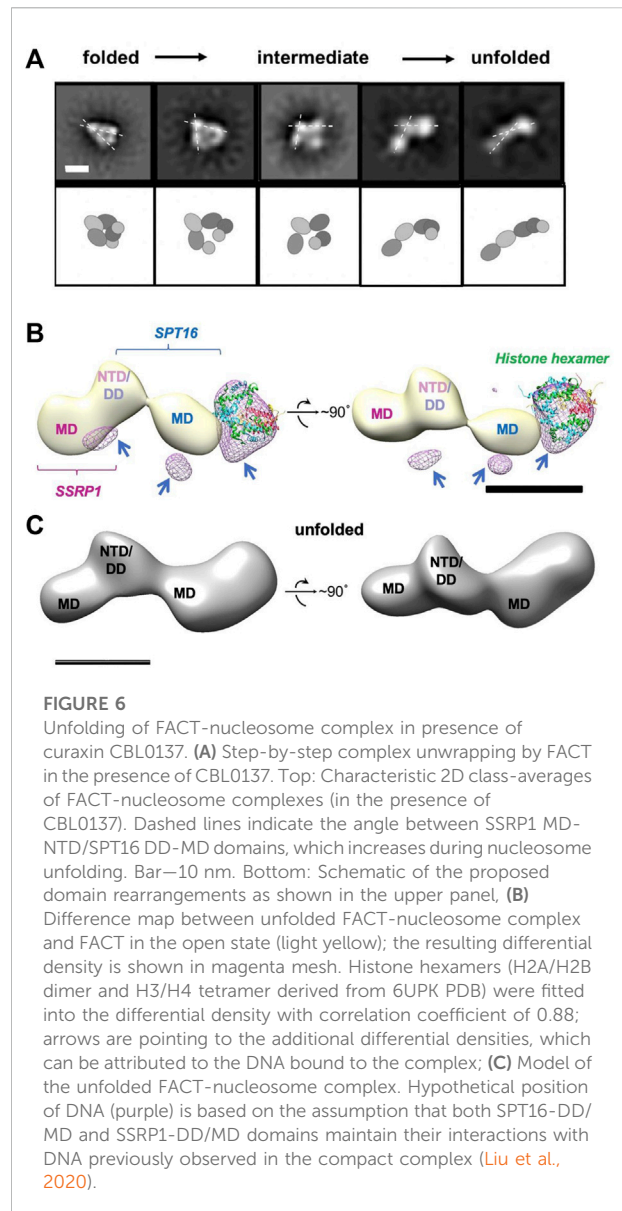 A
folded → intermediate → unfolded
B
SPT16
NTD/
DD
MD
MD
SSRP1
~90°
Histone hexamer
NTD/
DD
MD
MD
C
unfolded
NTD/
DD
MD
MD
~90°
NTD/
DD
MD
MD
FIGURE 6
Unfolding of FACT-nucleosome complex in presence of
curaxin CBL0137. (A) Step-by-step complex unwrapping by FACT
in the presence of CBL0137. Top: Characteristic 2D class-averages
of FACT-nucleosome complexes (in the presence of
CBL0137). Dashed lines indicate the angle between SSRP1 MD-
NTD/SPT16 DD-MD domains, which increases during nucleosome
unfolding. Bar—10 nm. Bottom: Schematic of the proposed
domain rearrangements as shown in the upper panel, (B)
Difference map between unfolded FACT-nucleosome complex
and FACT in the open state (light yellow); the resulting differential
density is shown in magenta mesh. Histone hexamers (H2A/H2B
dimer and H3/H4 tetramer derived from 6UPK PDB) were fitted
into the differential density with correlation coefficient of 0.88;
arrows are pointing to the additional differential densities, which
can be attributed to the DNA bound to the complex; (C) Model of
the unfolded FACT-nucleosome complex. Hypothetical position
of DNA (purple) is based on the assumption that both SPT16-DD/
MD and SSRP1-DD/MD domains maintain their interactions with
DNA previously observed in the compact complex (Liu et al.,
2020).